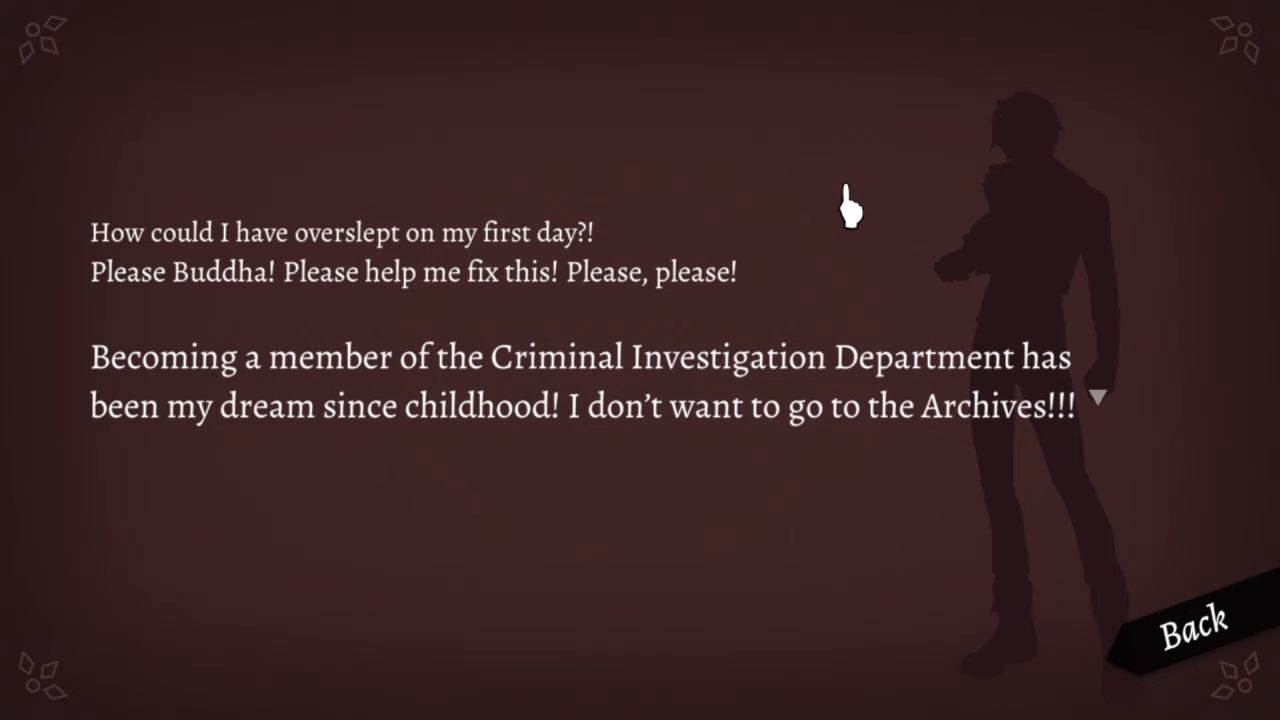 How could I have overslept on my first day?!
Please Buddha! Please help me fix this! Please, please!
Becoming a member of the Criminal Investigation Department has
been my dream since childhood! I don’t want to go to the Archives!!!
Back